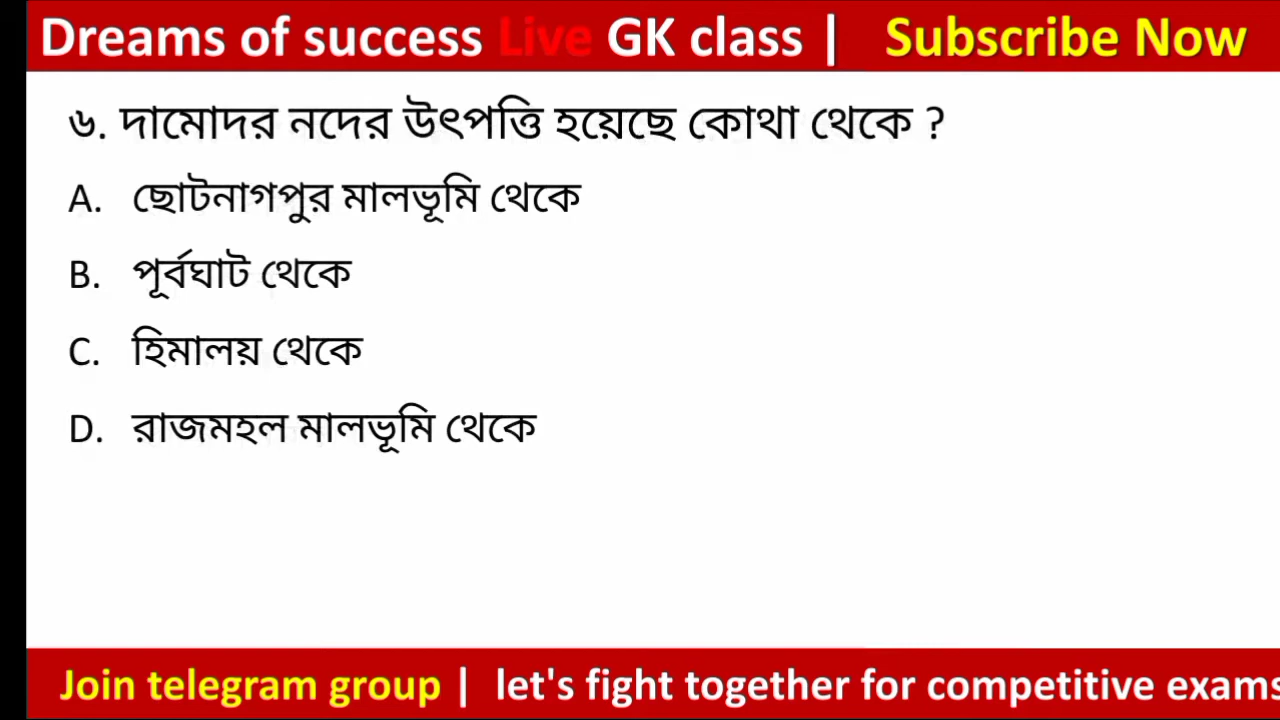 Dreams of success Live GK class | Subscribe Now
৬. দামোদর নদের উৎপত্তি হয়েছে কোথা থেকে ?
A. ছোটনাগপুর মালভূমি থেকে
B. পূর্বঘাট থেকে
C. হিমালয় থেকে
D. রাজমহল মালভূমি থেকে
Join telegram group | let's fight together for competitive exams